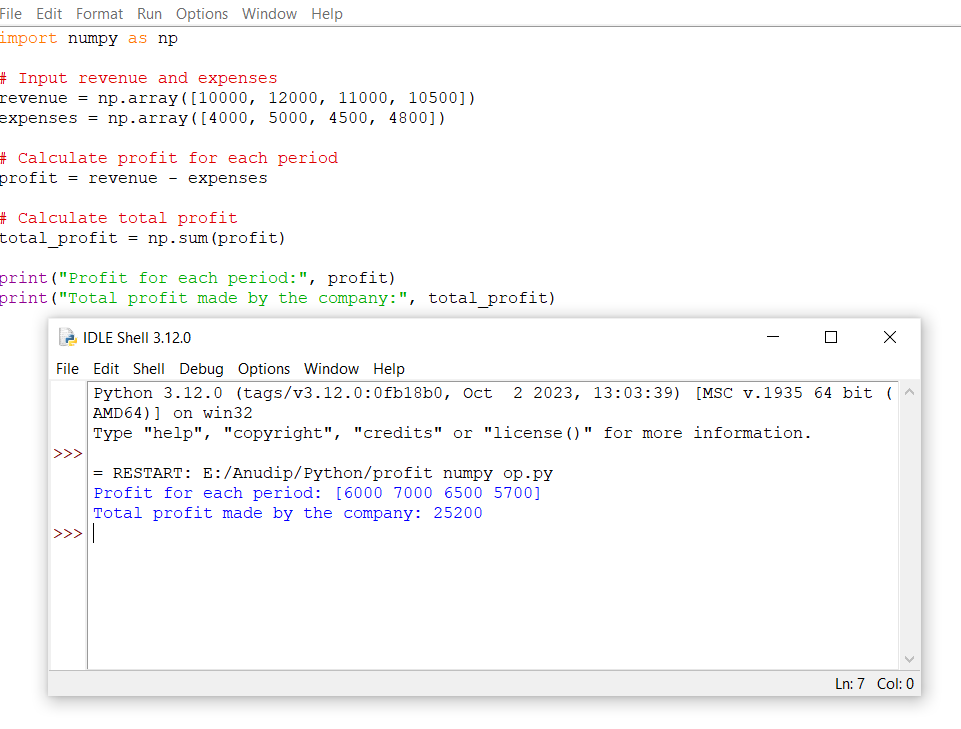 File Edit Format Run Options Window Help
import numpy as np
# Input revenue and expenses
revenue = np.array([10000, 12000, 11000, 10500])
expenses = np.array([4000, 5000, 4500, 4800])
# Calculate profit for each period
profit = revenue - expenses
# Calculate total profit
total_profit = np.sum(profit)
print("Profit for each period:", profit)
print("Total profit made by the company:", total_profit)
IDLE Shell 3.12.0
File Edit Shell Debug Options Window Help
Python 3.12.0 (tags/v3.12.0:0fb18b0, Oct  2 2023, 13:03:39) [MSC v.1935 64 bit (
AMD64)] on win32
Type "help", "copyright", "credits" or "license()" for more information.
>>>
= RESTART: E:/Anudip/Python/profit numpy op.py
Profit for each period: [6000 7000 6500 5700]
Total profit made by the company: 25200
>>>
Ln: 7 Col: 0